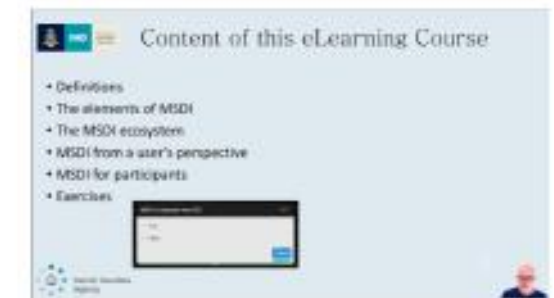 Content of this eLearning Course
• Definitions
• The elements of MSDI
• The MSDI ecosystem
• MSDI from a user's perspective
• MSDI for participants
• Exercises
Agency